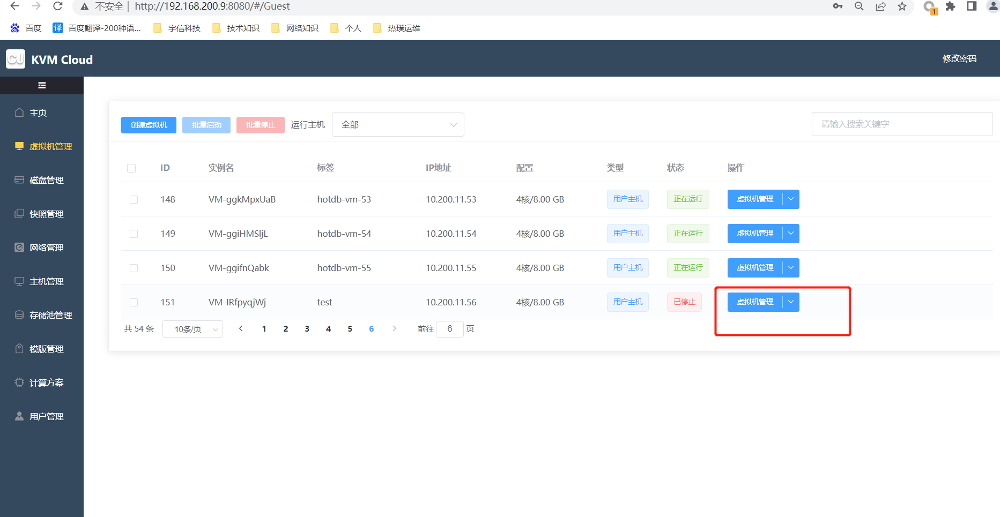 不安全 | http://192.168.200.9:8080/#/Guest
1
百度 译 百度翻译-200种语... 宇信科技 技术知识 网络知识 个人 热璞运维
CJ KVM Cloud 修改密码
主页
虚拟机管理
磁盘管理
快照管理
网络管理
主机管理
存储池管理
模版管理
计算方案
用户管理
创建虚拟机 批量启动 批量停止 运行主机 全部 请输入搜索关键字
ID 实例名 标签 IP地址 配置 类型 状态 操作
148 VM-ggkMpxUaB hotdb-vm-53 10.200.11.53 4核/8.00 GB 用户主机 正在运行 虚拟机管理
149 VM-ggiHMSljL hotdb-vm-54 10.200.11.54 4核/8.00 GB 用户主机 正在运行 虚拟机管理
150 VM-ggifnQabk hotdb-vm-55 10.200.11.55 4核/8.00 GB 用户主机 正在运行 虚拟机管理
151 VM-IRfpyqjWj test 10.200.11.56 4核/8.00 GB 用户主机 已停止 虚拟机管理
共 54 条 10条/页 1 2 3 4 5 6 前往 6 页